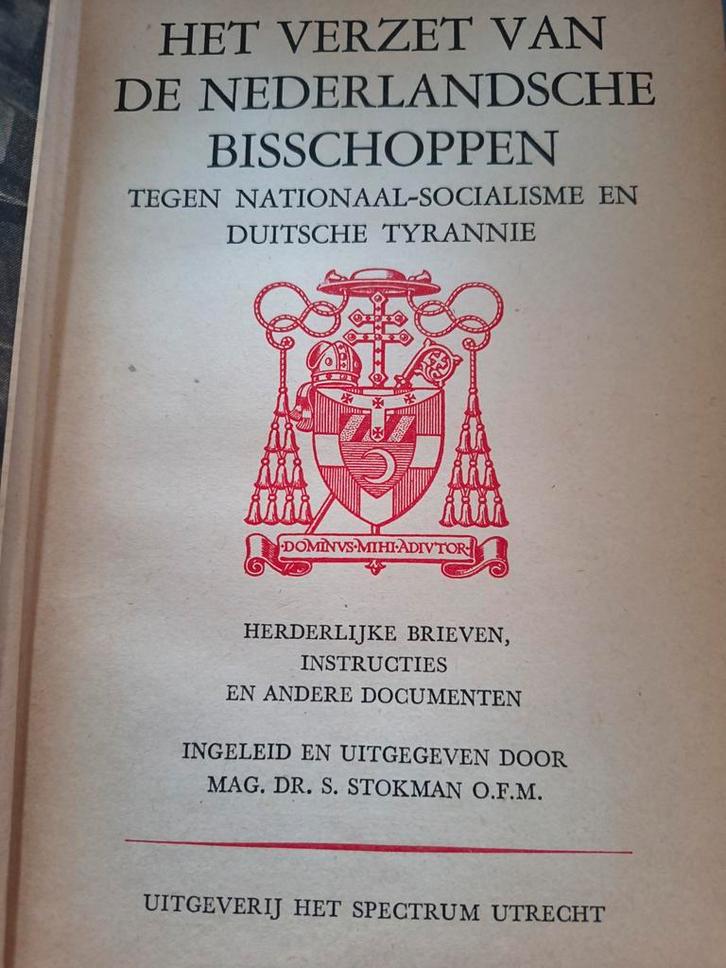 HET VERZET VAN
DE NEDERLANDSCHE
BISSCHOPPEN
TEGEN NATIONAAL-SOCIALISME EN
DUITSCHE TYRANNIE
·DOMINVS·MIHI·ADIVTOR·
HERDERLIJKE BRIEVEN,
INSTRUCTIES
EN ANDERE DOCUMENTEN
INGELEID EN UITGEGEVEN DOOR
MAG. DR. S. STOKMAN O.F.M.
UITGEVERIJ HET SPECTRUM UTRECHT